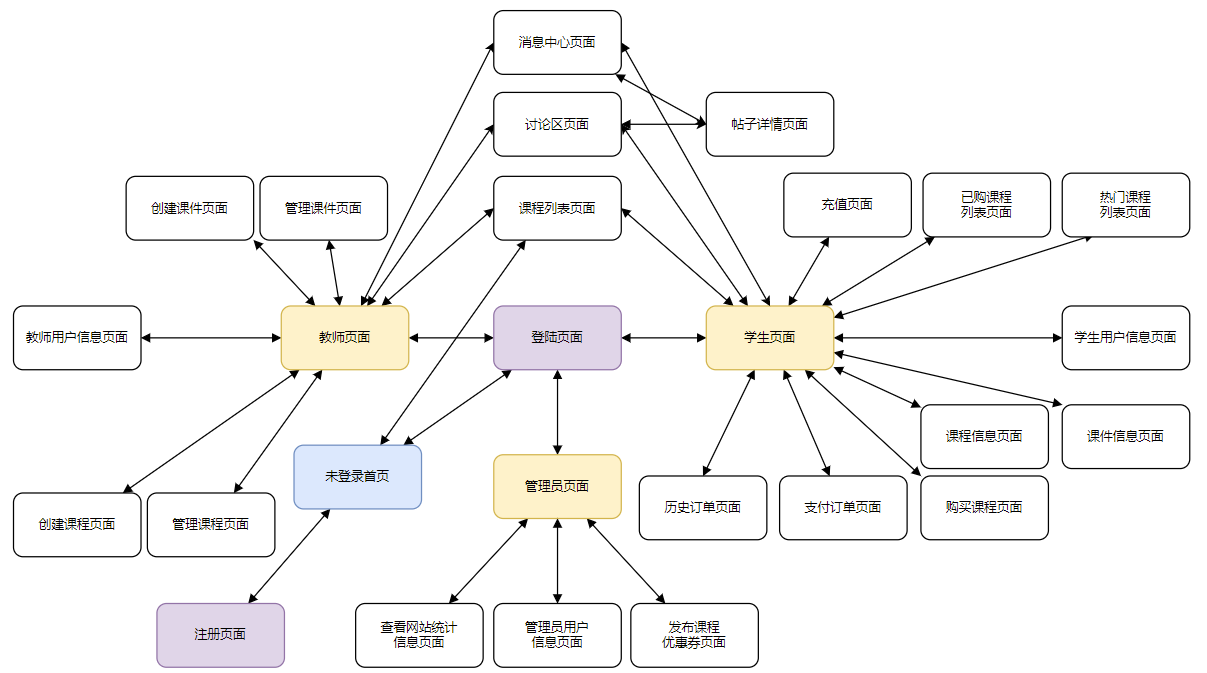 消息中心页面
讨论区页面
帖子详情页面
创建课件页面
管理课件页面
课程列表页面
充值页面
已购课程
列表页面
热门课程
列表页面
教师用户信息页面
教师页面
登陆页面
学生页面
学生用户信息页面
课程信息页面
课件信息页面
未登录首页
管理员页面
历史订单页面
支付订单页面
购买课程页面
创建课程页面
管理课程页面
注册页面
查看网站统计
信息页面
管理员用户
信息页面
发布课程
优惠券页面